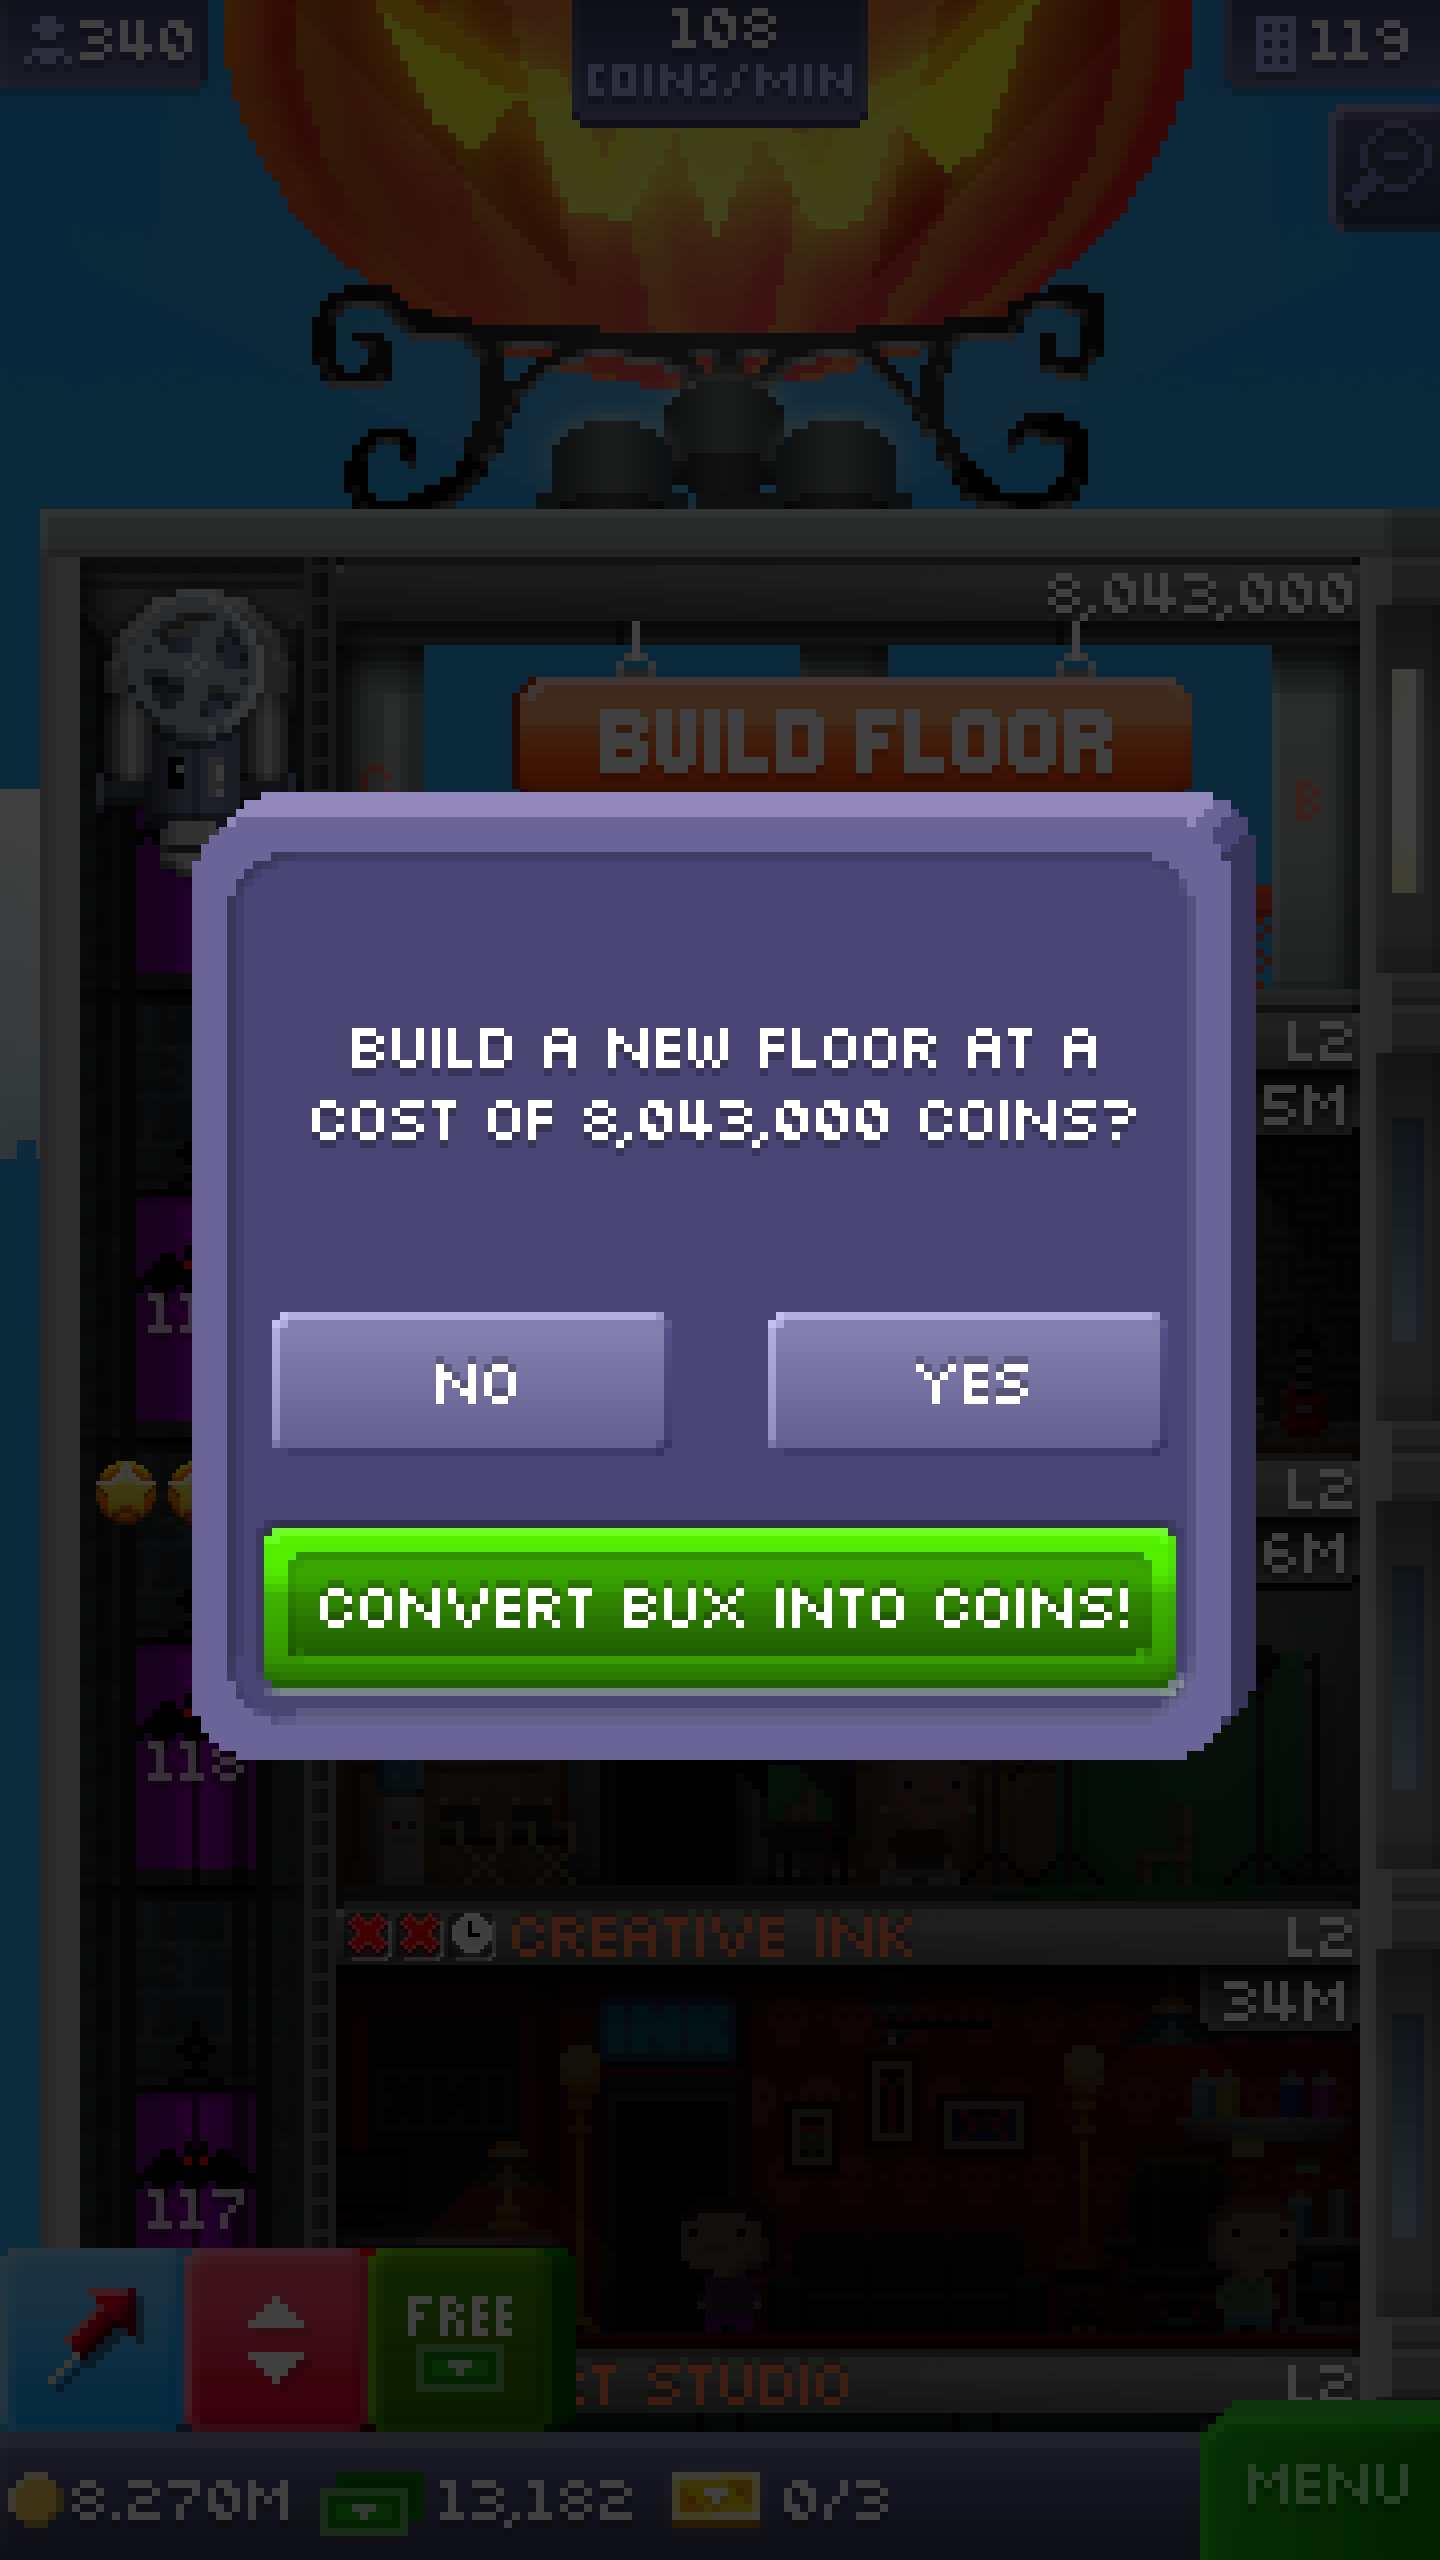 340
108
COINS/MIN
119
8,043,000
BUILD FLOOR
B
L2
5M
BUILD A NEW FLOOR AT A
COST OF 8,043,000 COINS?
NO
YES
L2
6M
CONVERT BUX INTO COINS!
118
CREATIVE INK
L2
34M
INK
117
FREE
STUDIO
L2
8.270M
13,182
0/3
MENU